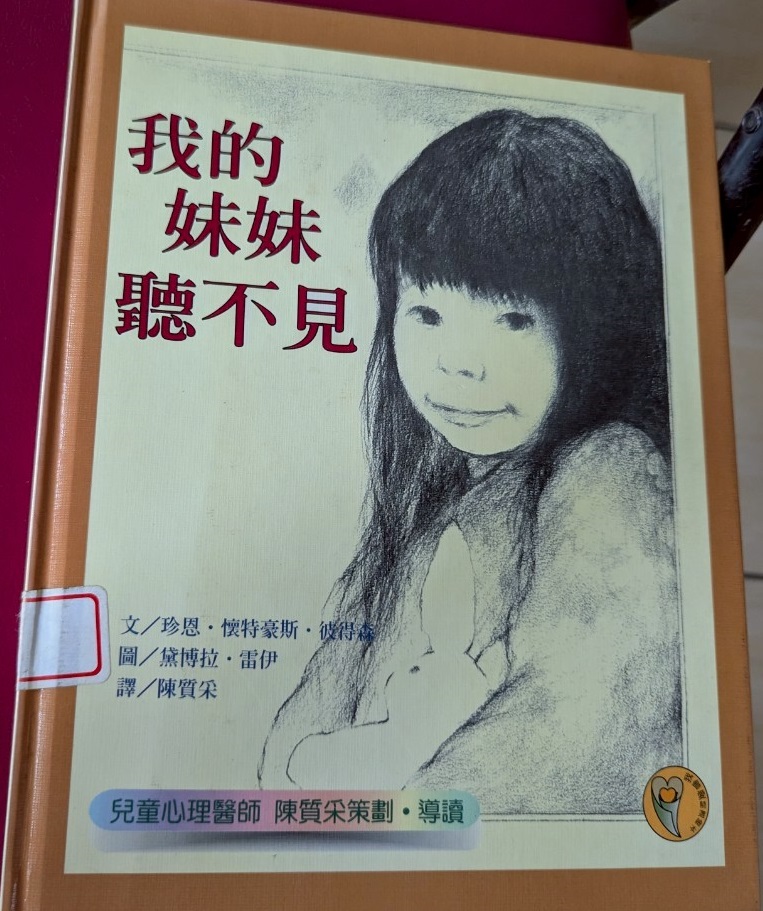 我的
妹妹
聽不見
文／珍恩・懷特豪斯・彼得森
圖／黛博拉・雷伊
譯／陳質采
兒童心理醫師 陳質采策劃・導讀